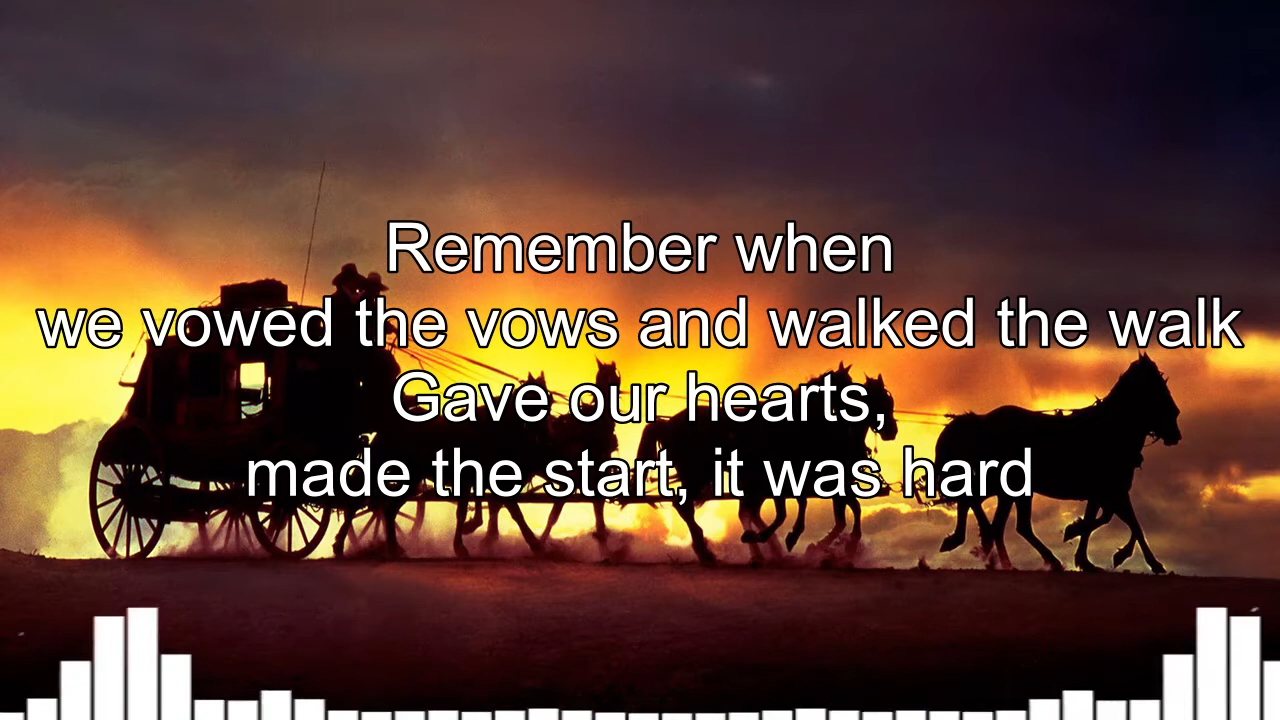 Remember when
we vowed the vows and walked the walk
Gave our hearts,
made the start, it was hard